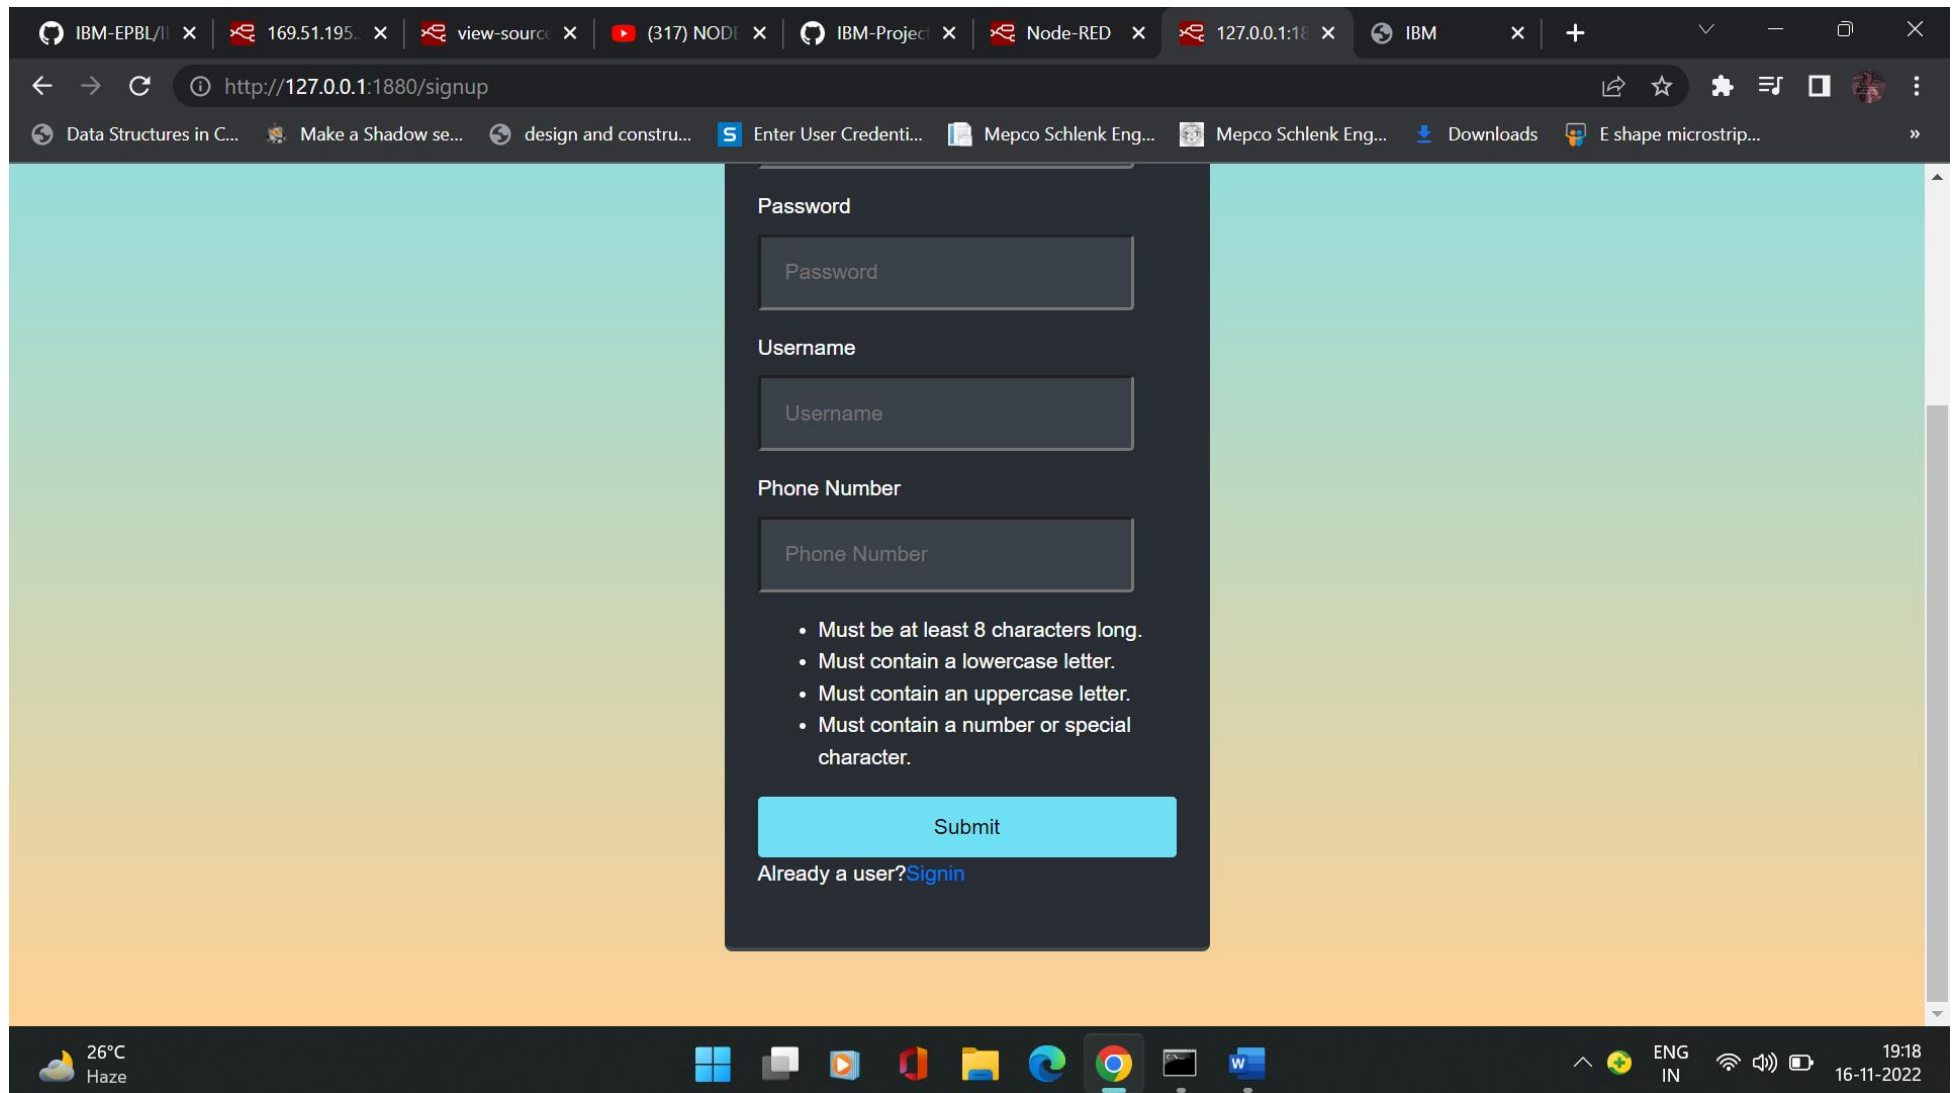 IBM-EPBL/I
169.51.195.
view-source
(317) NODE
IBM-Project
Node-RED
127.0.0.1:18
IBM
http://127.0.0.1:1880/signup
Data Structures in C...
Make a Shadow se...
design and constru...
Enter User Credenti...
Mepco Schlenk Eng...
Mepco Schlenk Eng...
Downloads
E shape microstrip...
»
Password
Password
Username
Username
Phone Number
Phone Number
• Must be at least 8 characters long.
• Must contain a lowercase letter.
• Must contain an uppercase letter.
• Must contain a number or special
character.
Submit
Already a user?Signin
26°C
Haze
ENG
IN
19:18
16-11-2022